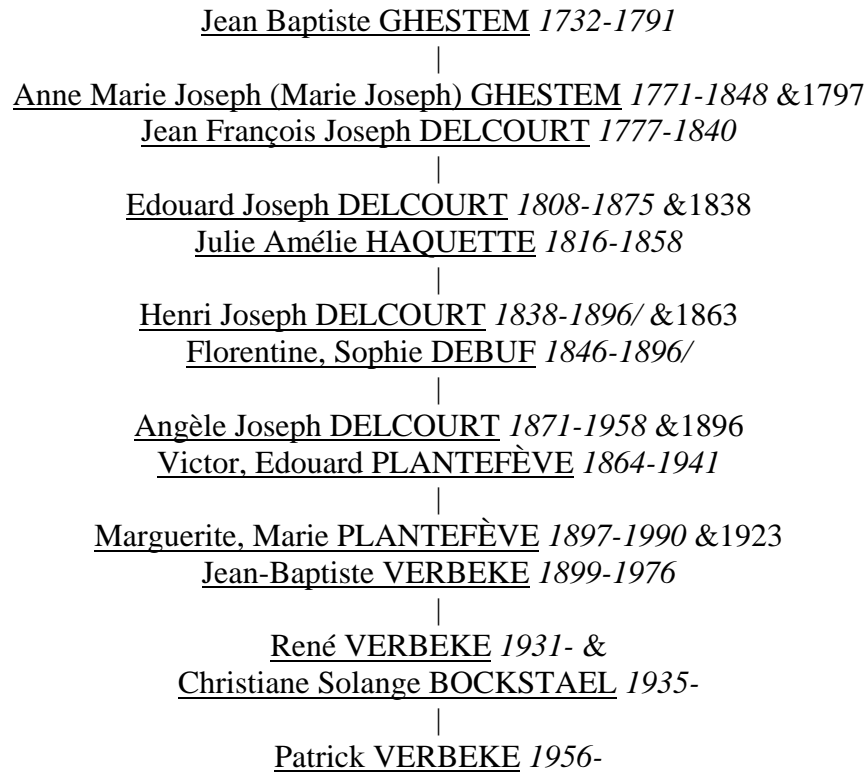 Jean Baptiste GHESTEM 1732-1791
|
Anne Marie Joseph (Marie Joseph) GHESTEM 1771-1848 &1797
Jean François Joseph DELCOURT 1777-1840
|
Edouard Joseph DELCOURT 1808-1875 &1838
Julie Amélie HAQUETTE 1816-1858
|
Henri Joseph DELCOURT 1838-1896/ &1863
Florentine, Sophie DEBUF 1846-1896/
|
Angèle Joseph DELCOURT 1871-1958 &1896
Victor, Edouard PLANTEFÈVE 1864-1941
|
Marguerite, Marie PLANTEFÈVE 1897-1990 &1923
Jean-Baptiste VERBEKE 1899-1976
|
René VERBEKE 1931- &
Christiane Solange BOCKSTAEL 1935-
|
Patrick VERBEKE 1956-